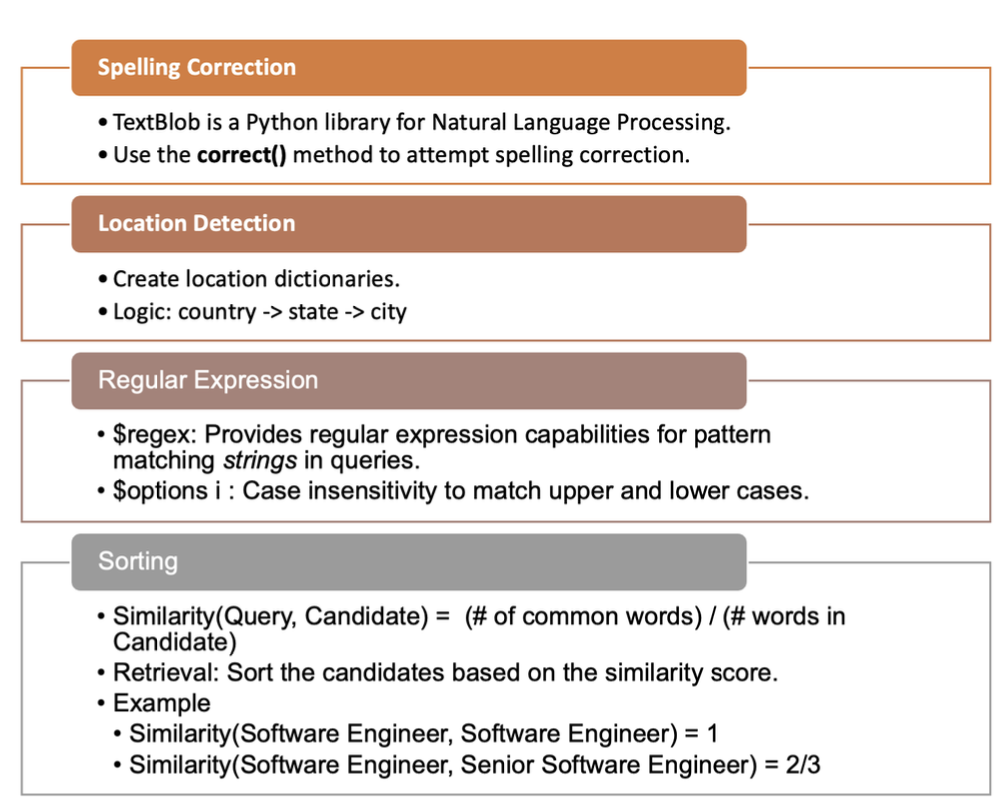 Spelling Correction
• TextBlob is a Python library for Natural Language Processing.
• Use the correct() method to attempt spelling correction.
Location Detection
• Create location dictionaries.
• Logic: country -> state -> city
Regular Expression
• $regex: Provides regular expression capabilities for pattern
matching strings in queries.
• $options i : Case insensitivity to match upper and lower cases.
Sorting
• Similarity(Query, Candidate) = (# of common words) / (# words in
Candidate)
• Retrieval: Sort the candidates based on the similarity score.
• Example
• Similarity(Software Engineer, Software Engineer) = 1
• Similarity(Software Engineer, Senior Software Engineer) = 2/3